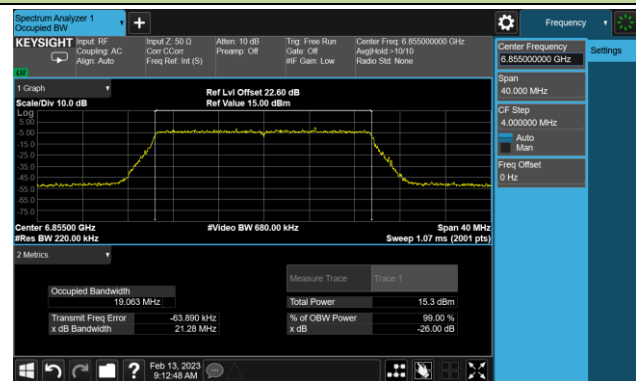 Spectrum Analyzer 1
Occupied BW
Frequency
KEYSIGHT
Input: RF
Coupling: AC
Align: Auto
Input Z: 50 Ω
Corr CCorr
Freq Ref: Int (S)
Atten: 10 dB
Preamp: Off
Trig: Free Run
Gate: Off
#IF Gain: Low
Center Freq: 6.855000000 GHz
Avg|Hold:>10/10
Radio Std: None
Center Frequency
6.855000000 GHz
Settings
Span
40.000 MHz
CF Step
4.000000 MHz
Auto
Man
Freq Offset
0 Hz
1 Graph
Scale/Div 10.0 dB
Ref Lvl Offset 22.60 dB
Ref Value 15.00 dBm
Log
5.00
-5.00
-15.0
-25.0
-35.0
-45.0
-55.0
-65.0
-75.0
Center 6.85500 GHz
#Res BW 220.00 kHz
#Video BW 680.00 kHz
Span 40 MHz
Sweep 1.07 ms (2001 pts)
2 Metrics
Measure Trace
Trace 1
Occupied Bandwidth
19.063 MHz
Total Power
15.3 dBm
Transmit Freq Error
-63.890 kHz
% of OBW Power
99.00 %
x dB Bandwidth
21.28 MHz
x dB
-26.00 dB
Feb 13, 2023
9:12:48 AM